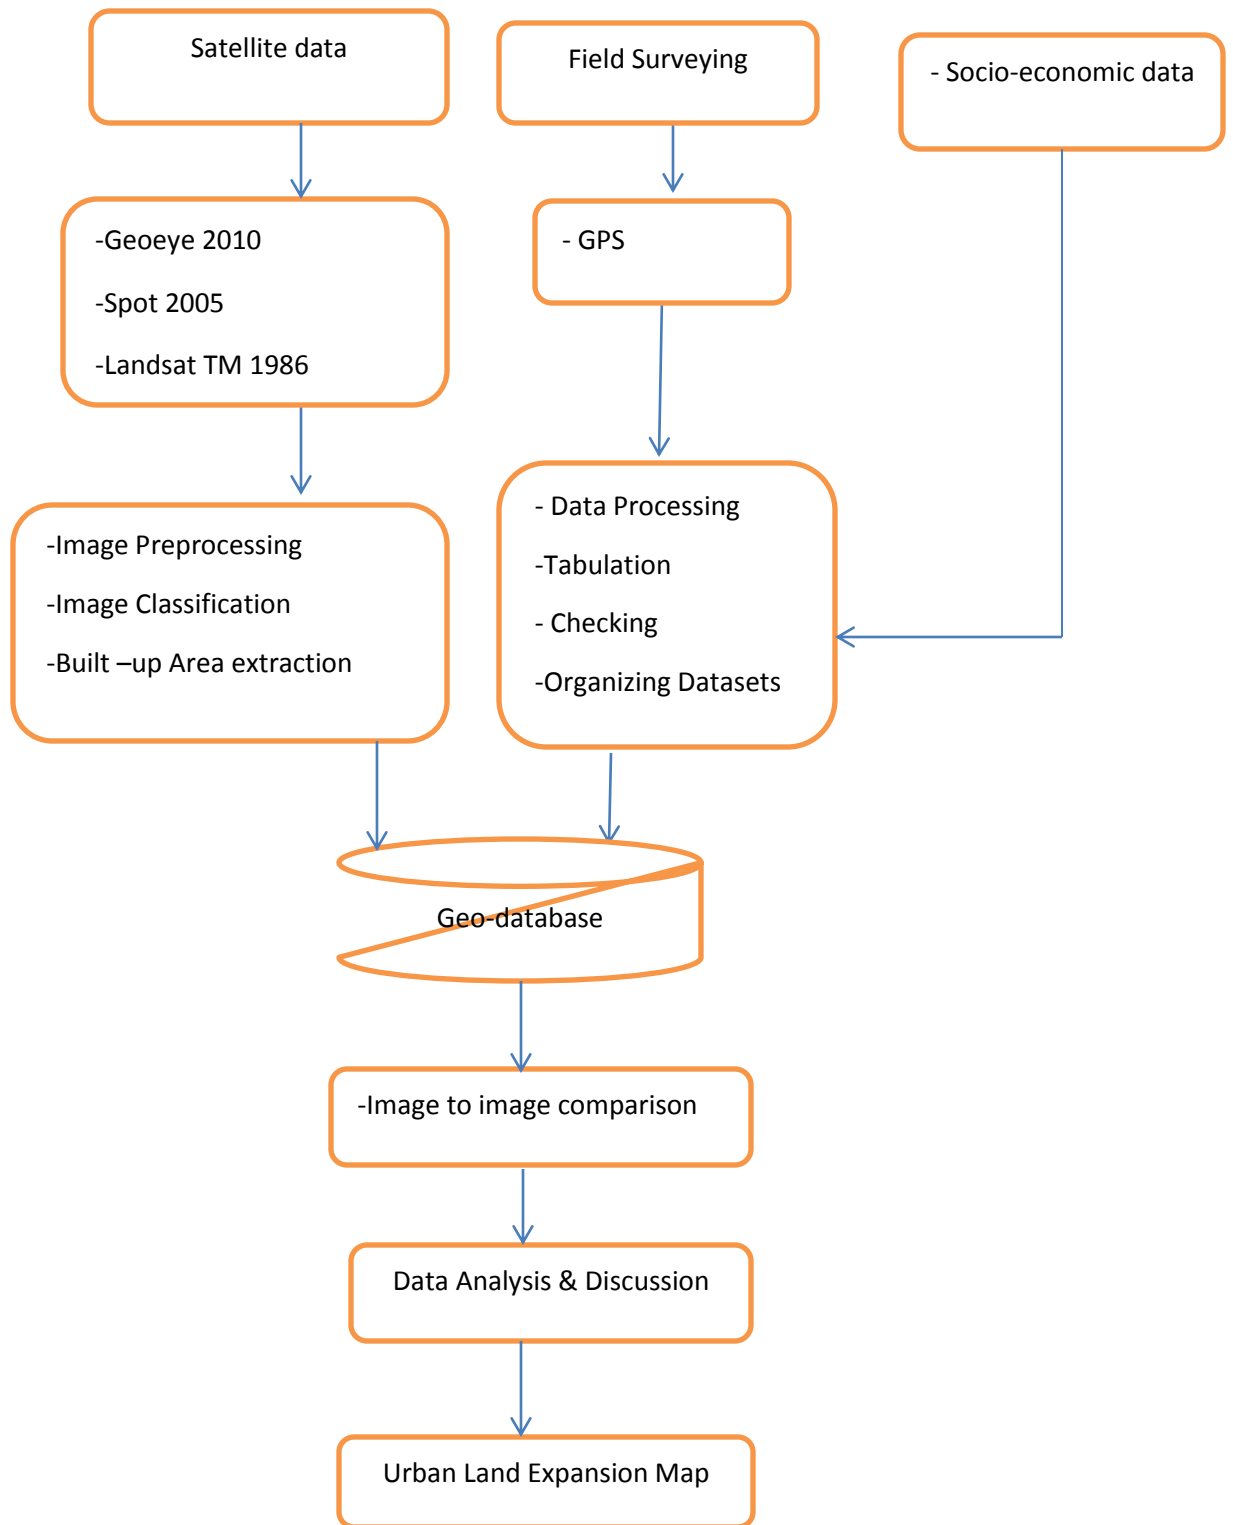 Satellite data
Field Surveying
- Socio-economic data
-Geoeye 2010
-Spot 2005
-Landsat TM 1986
- GPS
-Image Preprocessing
-Image Classification
-Built –up Area extraction
- Data Processing
-Tabulation
- Checking
-Organizing Datasets
Geo-database
-Image to image comparison
Data Analysis & Discussion
Urban Land Expansion Map